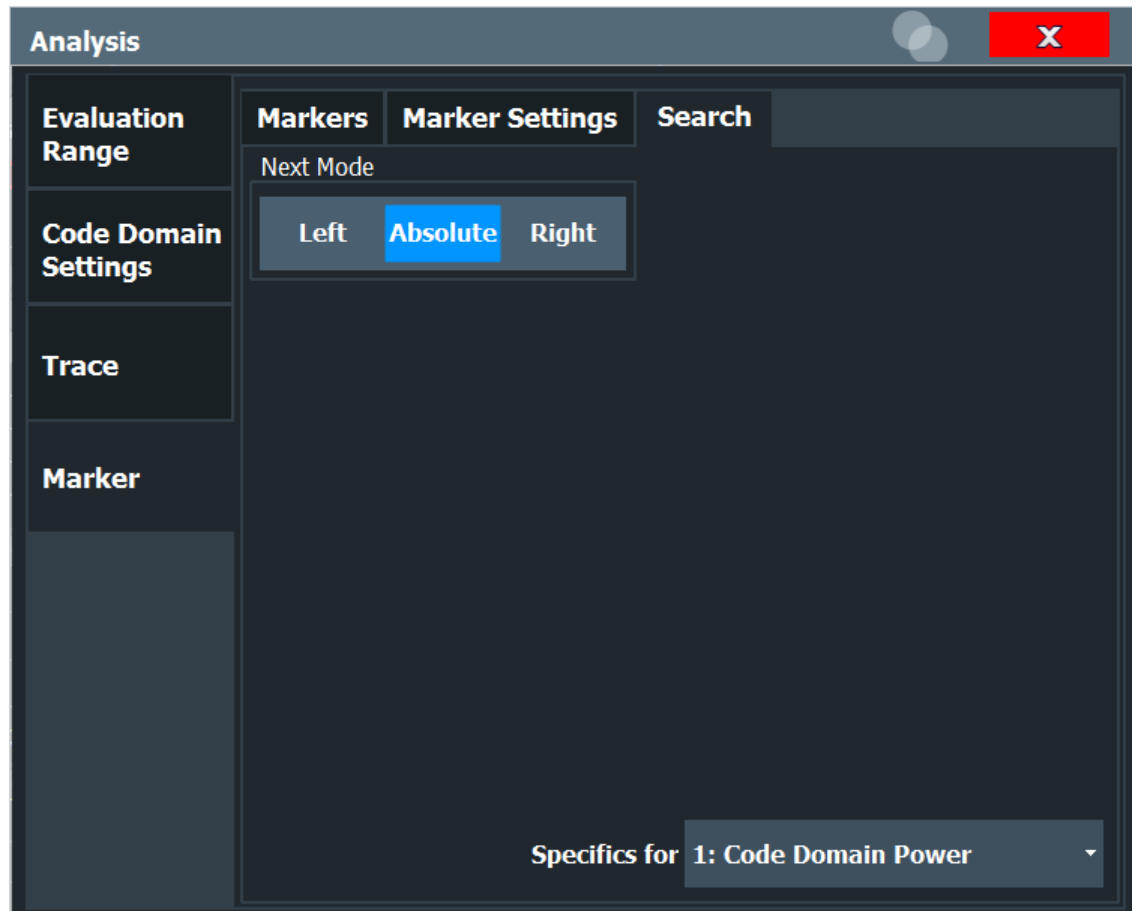 Analysis
X
Evaluation
Range
Code Domain
Settings
Trace
Marker
Markers
Marker Settings
Search
Next Mode
Left
Absolute
Right
Specifics for
1: Code Domain Power